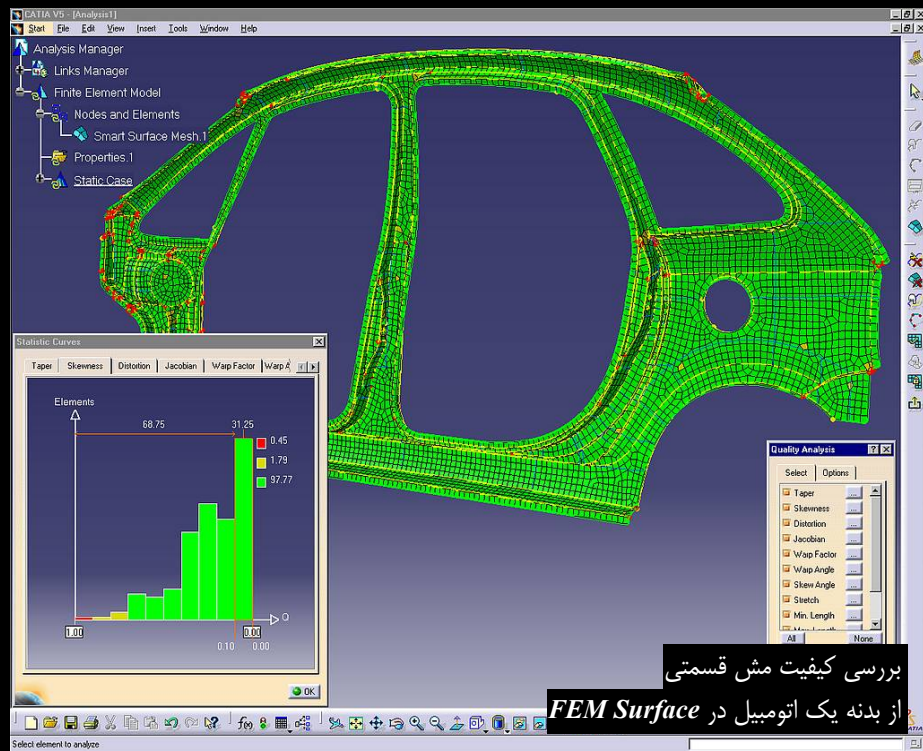 CATIA V5 - [Analysis1]
Start File Edit View Insert Tools Window Help
Analysis Manager
Links Manager
Finite Element Model
Nodes and Elements
Smart Surface Mesh.1
Properties.1
Static Case
Statistic Curves
Taper Skewness Distortion Jacobian Warp Factor Warp A
Elements
68.75 31.25
0.45
1.79
97.77
Q
1.00 0.00
0.10 0.00
OK
Quality Analysis
Select Options
Taper ...
Skewness ...
Distortion ...
Jacobian ...
Warp Factor ...
Warp Angle ...
Skew Angle ...
Stretch ...
Min. Length ...
All None
بررسی کیفیت مش قسمتی
از بدنه یک اتومبیل در FEM Surface
Select element to analyze